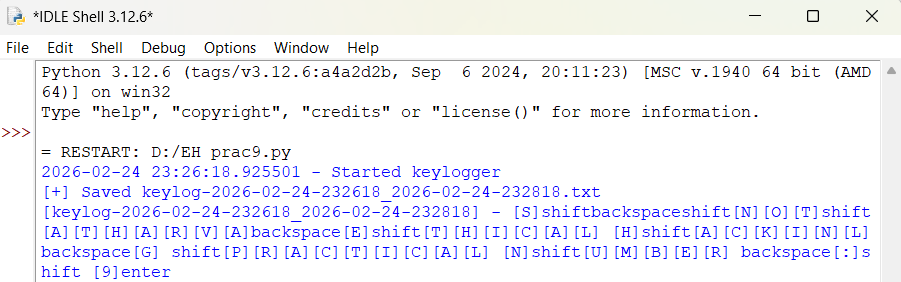 *IDLE Shell 3.12.6*
File Edit Shell Debug Options Window Help
Python 3.12.6 (tags/v3.12.6:a4a2d2b, Sep  6 2024, 20:11:23) [MSC v.1940 64 bit (AMD
64)] on win32
Type "help", "copyright", "credits" or "license()" for more information.
>>>
= RESTART: D:/EH prac9.py
2026-02-24 23:26:18.925501 - Started keylogger
[+] Saved keylog-2026-02-24-232618_2026-02-24-232818.txt
[keylog-2026-02-24-232618_2026-02-24-232818] - [S]shiftbackspaceshift[N][O][T]shift
[A][T][H][A][R][V][A]backspace[E]shift[T][H][I][C][A][L] [H]shift[A][C][K][I][N][L]
backspace[G] shift[P][R][A][C][T][I][C][A][L] [N]shift[U][M][B][E][R] backspace[:]s
hift [9]enter